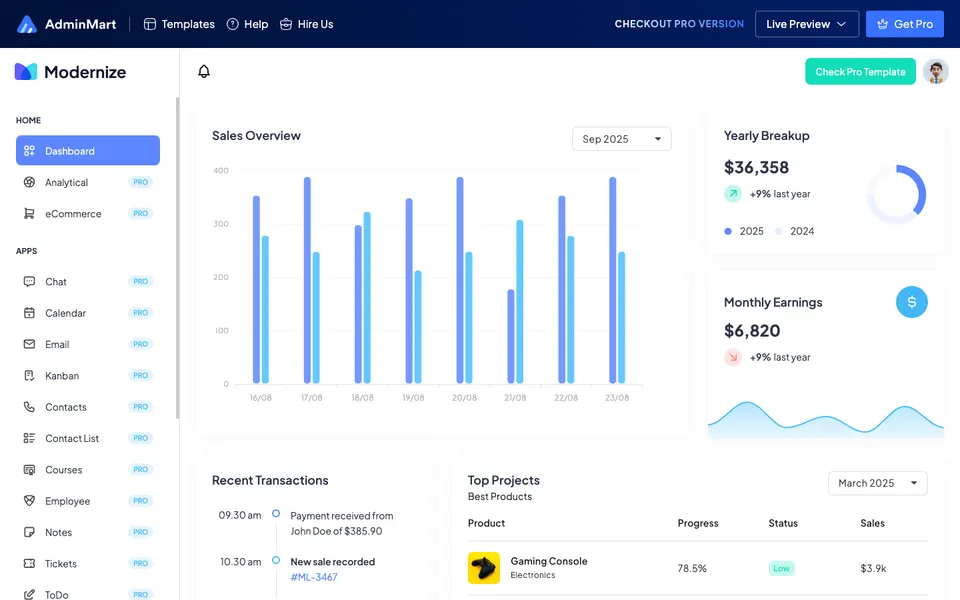 AdminMart
Templates
Help
Hire Us
CHECKOUT PRO VERSION
Live Preview
Get Pro
Modernize
Check Pro Template
HOME
Dashboard
Analytical PRO
eCommerce PRO
APPS
Chat PRO
Calendar PRO
Email PRO
Kanban PRO
Contacts PRO
Contact List PRO
Courses PRO
Employee PRO
Notes PRO
Tickets PRO
ToDo PRO
Sales Overview
Sep 2025
400
300
200
100
0
16/08 17/08 18/08 19/08 20/08 21/08 22/08 23/08
Yearly Breakup
$36,358
+9% last year
2025 2024
Monthly Earnings
$
$6,820
+9% last year
Recent Transactions
09.30 am Payment received from
John Doe of $385.90
10.30 am New sale recorded
#ML-3467
Top Projects
Best Products
March 2025
Product Progress Status Sales
Gaming Console
Electronics
78.5% Low $3.9k